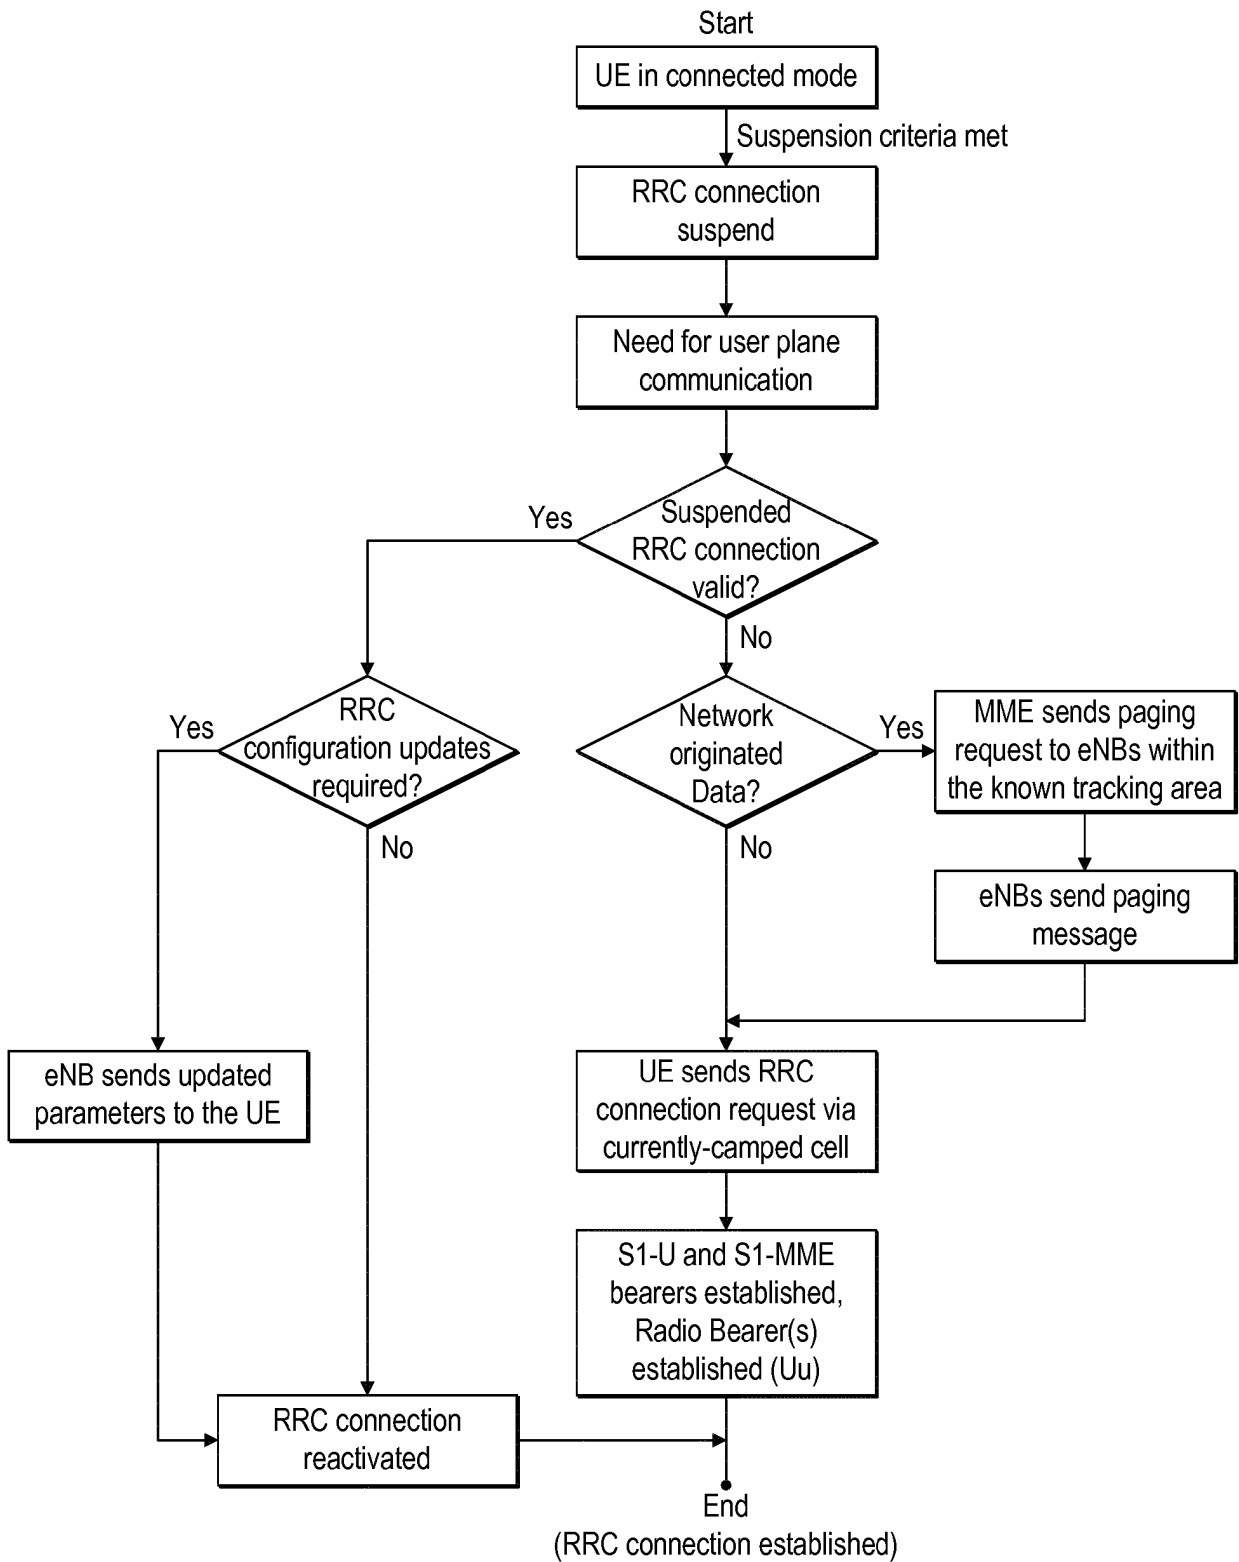 Start
UE in connected mode
Suspension criteria met
RRC connection
suspend
Need for user plane
communication
Suspended
RRC connection
valid?
Yes
No
RRC
configuration updates
required?
Yes
No
Network
originated
Data?
Yes
No
MME sends paging
request to eNBs within
the known tracking area
eNBs send paging
message
eNB sends updated
parameters to the UE
UE sends RRC
connection request via
currently-camped cell
S1-U and S1-MME
bearers established,
Radio Bearer(s)
established (Uu)
RRC connection
reactivated
End
(RRC connection established)